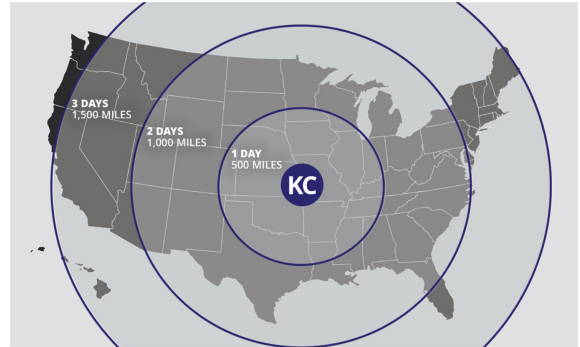 3 DAYS
1,500 MILES
2 DAYS
1,000 MILES
1 DAY
500 MILES
KC